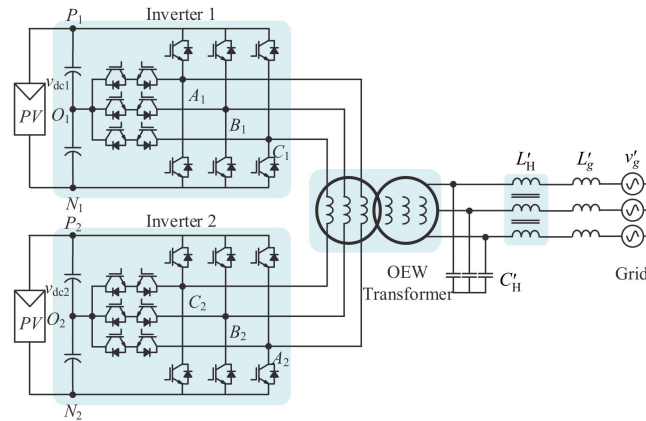 P1 Inverter 1
vdc1
PV
O1
A1
B1
C1
N1
L′H L′g v′g
P2 Inverter 2
OEW
Transformer
C′H
Grid
vdc2
PV
O2
C2
B2
A2
N2